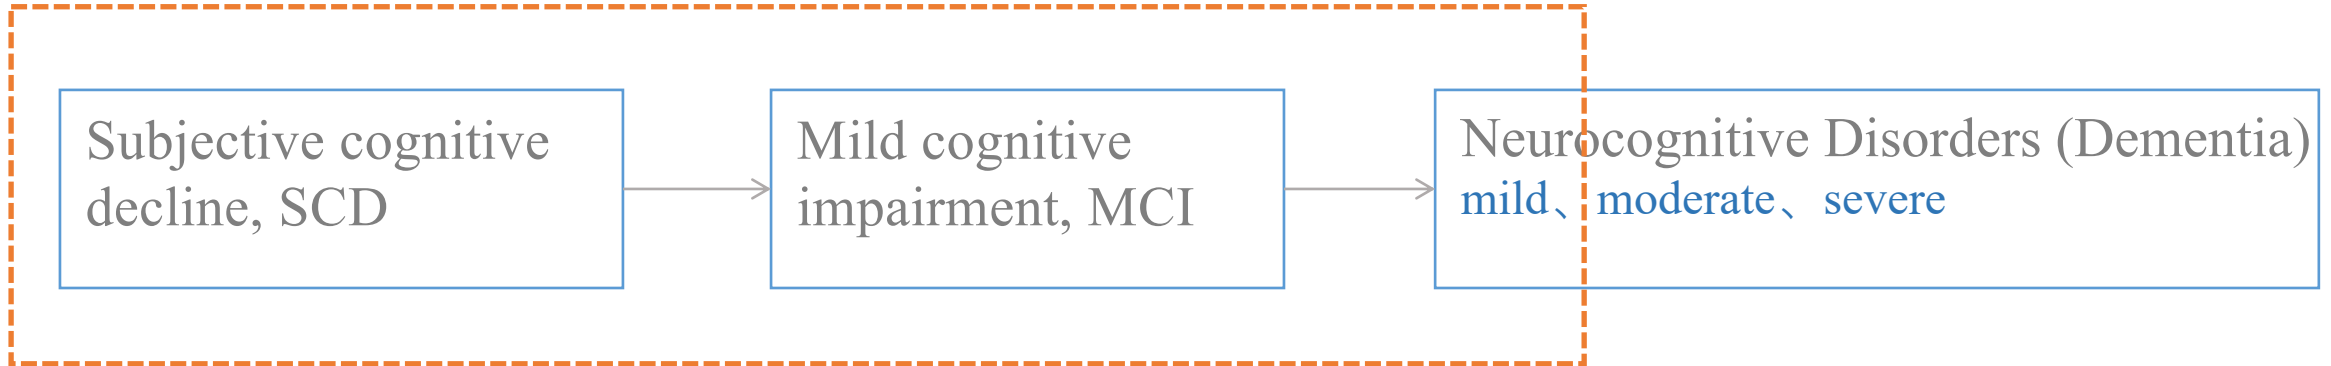 Subjective cognitive
decline, SCD
Mild cognitive
impairment, MCI
Neurocognitive Disorders (Dementia)
mild、moderate、severe